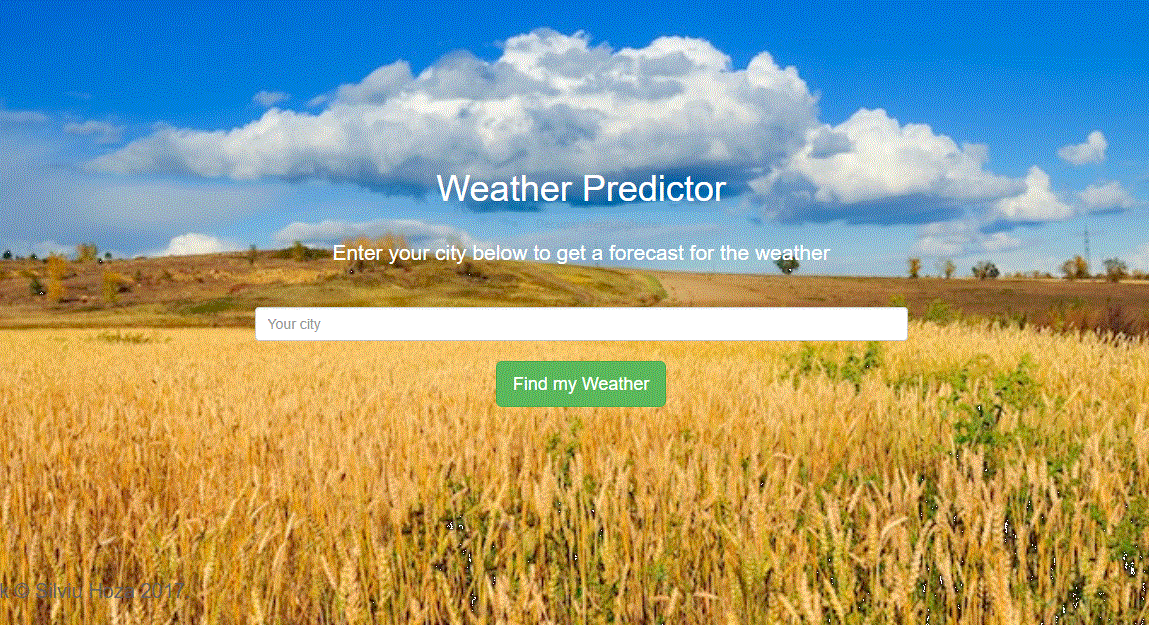 Weather Predictor
Enter your city below to get a forecast for the weather
Your city
Find my Weather
k © Silviu Hoza 2017